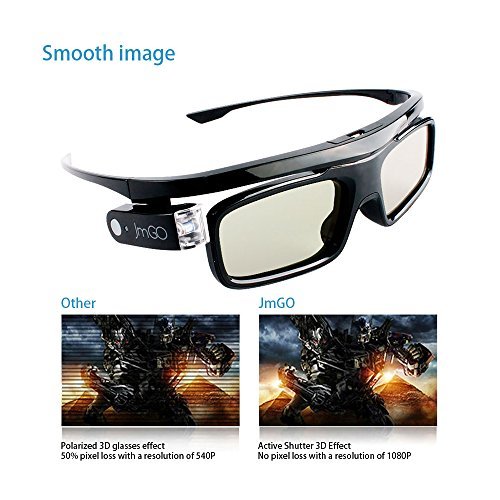 Smooth image
JmGO
Other
JmGO
Polarized 3D glasses effect
50% pixel loss with a resolution of 540P
Active Shutter 3D Effect
No pixel loss with a resolution of 1080P